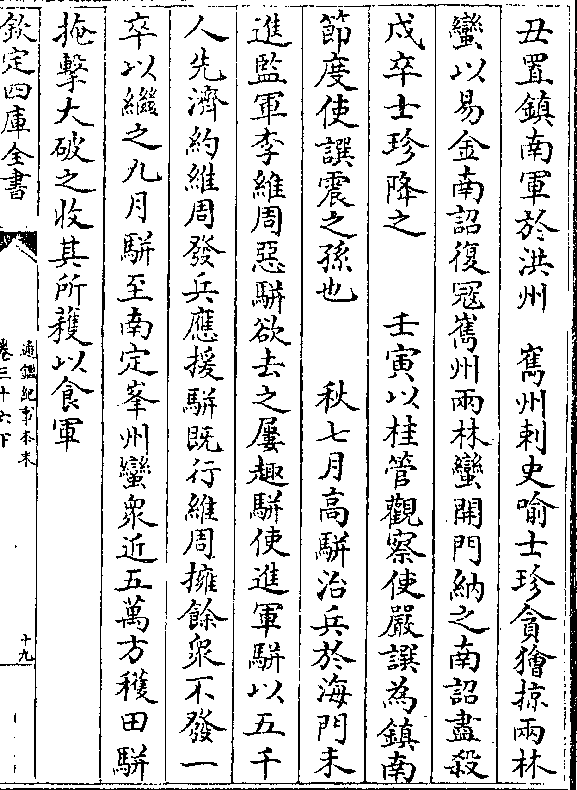 丑置鎮南軍於洪州　嶲州刺史喻士珍貪獪掠兩林
蠻以易金南詔復寇嶲州兩林蠻開門納之南詔盡殺
戍卒士珍降之　　壬寅以桂管觀察使嚴譔為鎮南
節度使譔震之孫也　　秋七月高駢治兵於海門未
進監軍李維周惡駢欲去之屢趣駢使進軍駢以五千
人先濟約維周發兵應援駢既行維周擁餘衆不發一
卒以繼之九月駢至南定峯州蠻衆近五萬方穫田駢
掩擊大破之收其所穫以食軍
欽定四庫全書
通鑑紀事本末
卷三十六下
十九